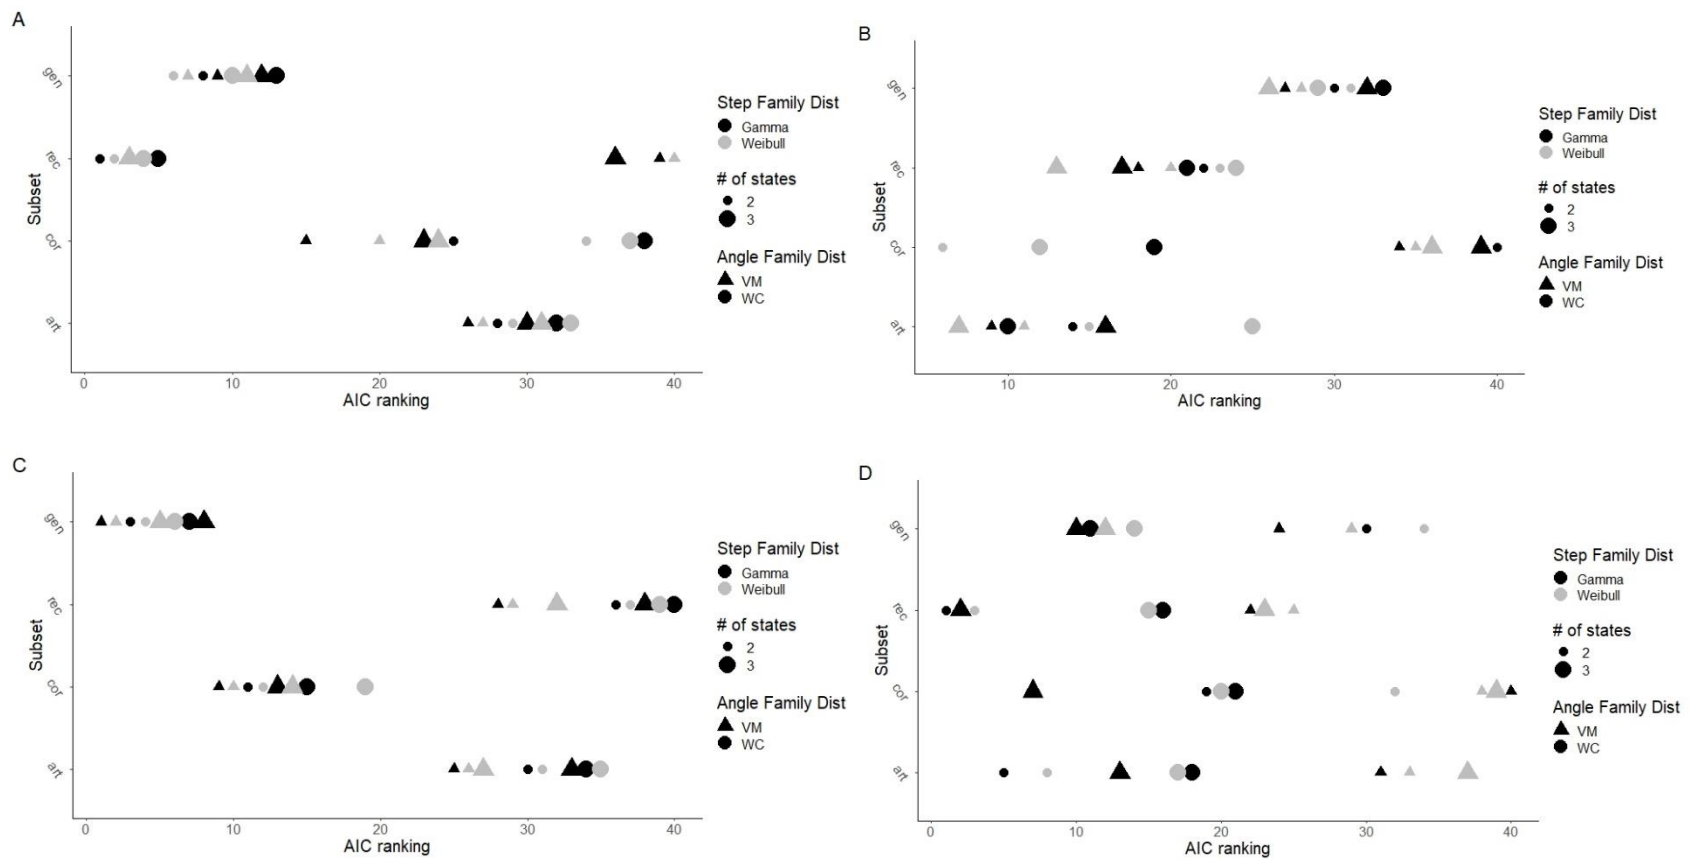 A
gen
rec
cor
art
Subset
0 10 20 30 40
AIC ranking
Step Family Dist
Gamma
Weibull
# of states
2
3
Angle Family Dist
VM
WC
B
gen
rec
cor
art
Subset
10 20 30 40
AIC ranking
Step Family Dist
Gamma
Weibull
# of states
2
3
Angle Family Dist
VM
WC
C
gen
rec
cor
art
Subset
0 10 20 30 40
AIC ranking
Step Family Dist
Gamma
Weibull
# of states
2
3
Angle Family Dist
VM
WC
D
gen
rec
cor
art
Subset
0 10 20 30 40
AIC ranking
Step Family Dist
Gamma
Weibull
# of states
2
3
Angle Family Dist
VM
WC